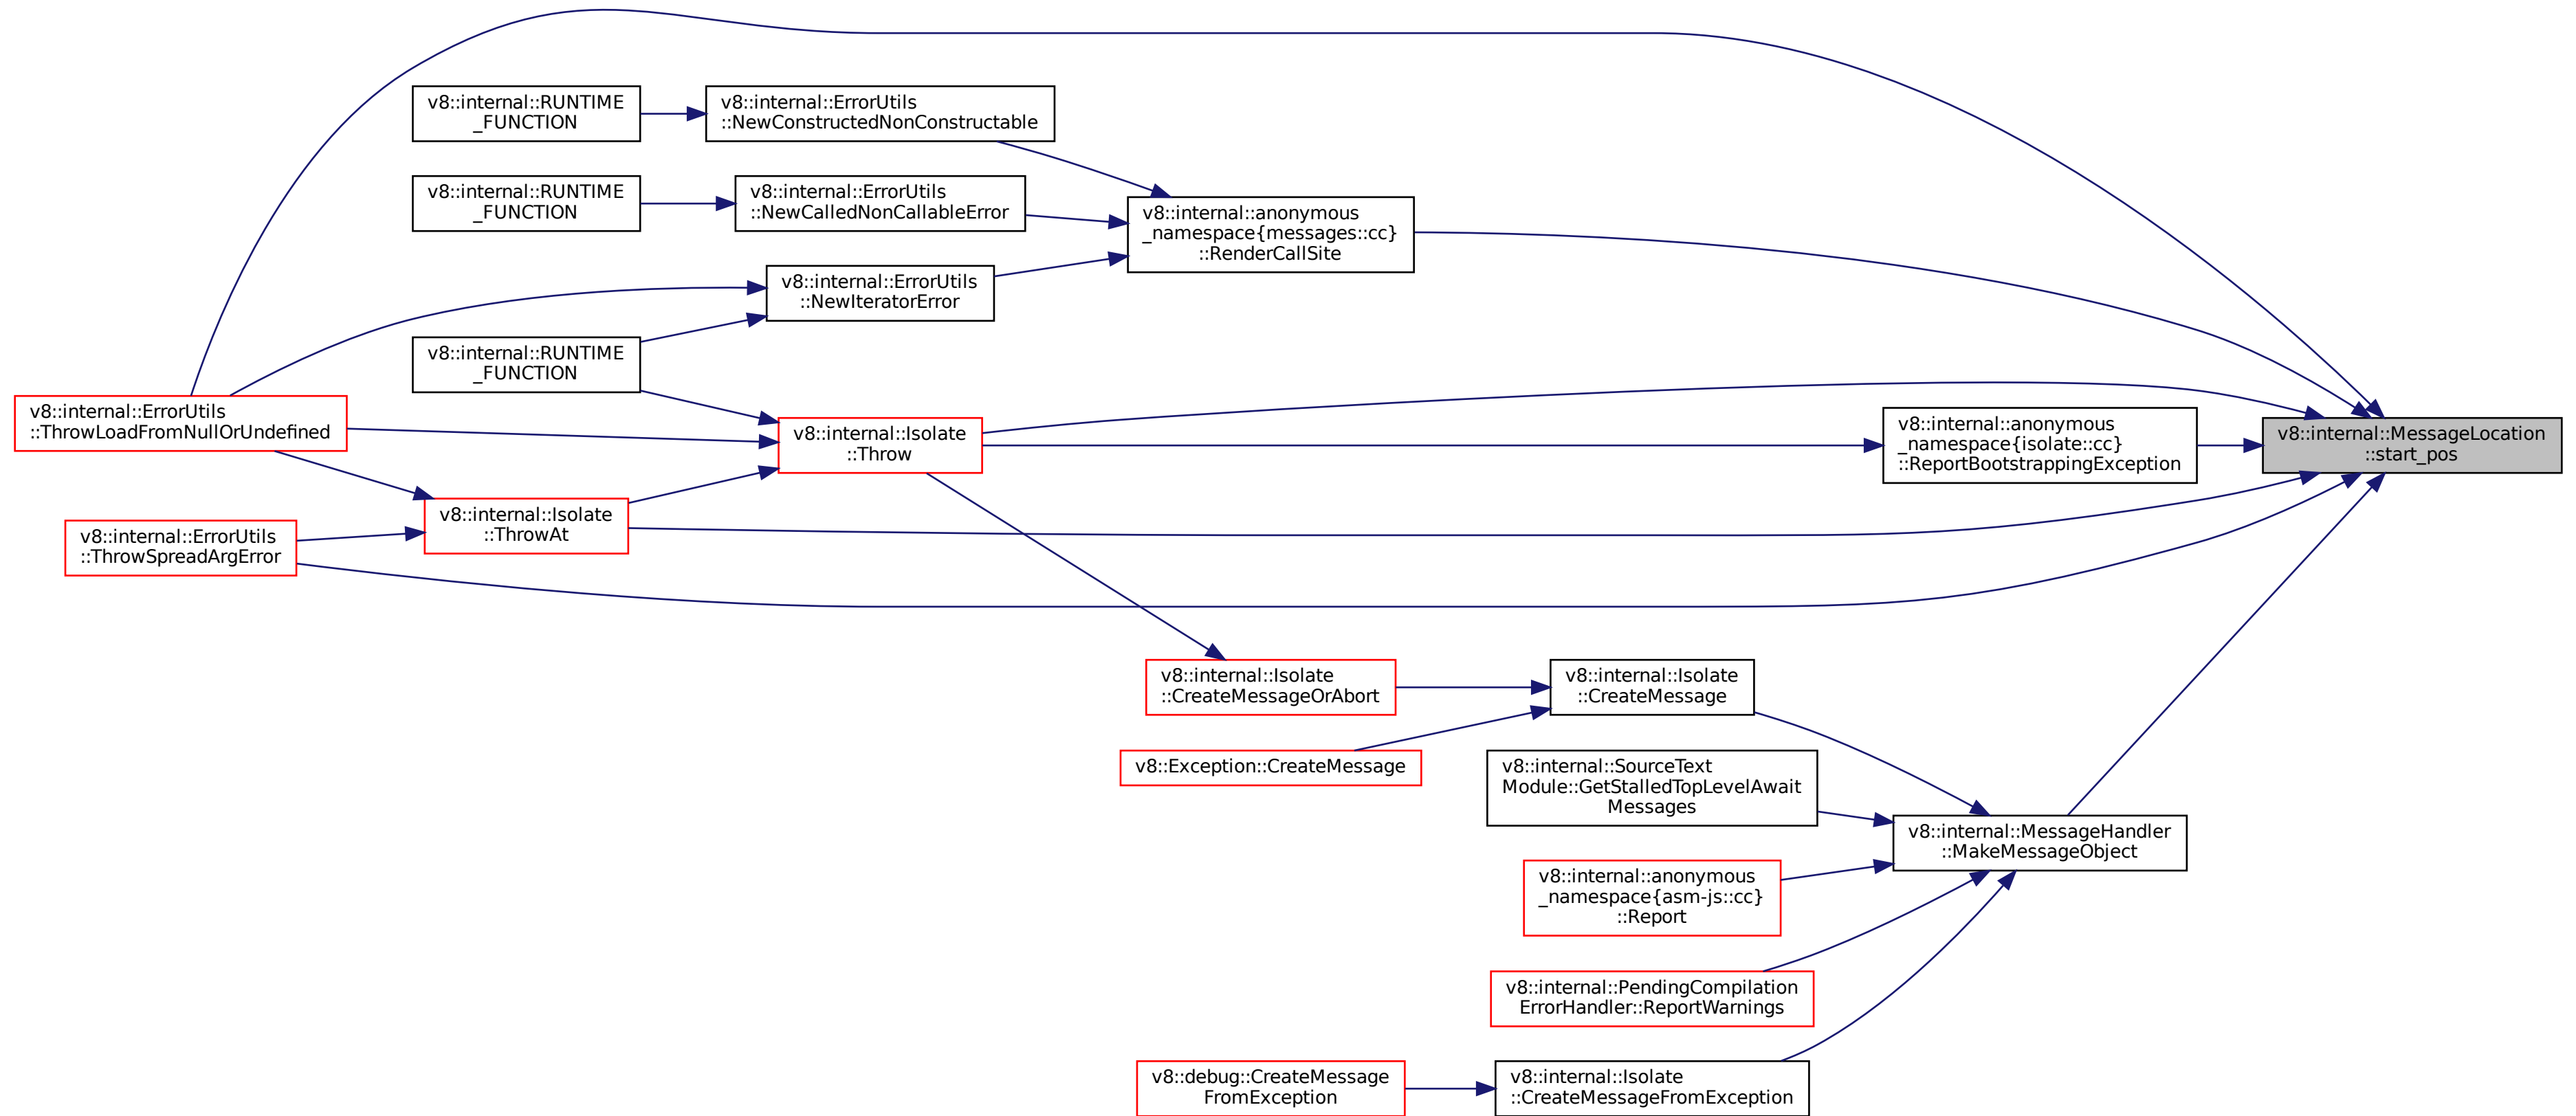 v8::internal::RUNTIME
_FUNCTION
v8::internal::ErrorUtils
::NewConstructedNonConstructable
v8::internal::RUNTIME
_FUNCTION
v8::internal::ErrorUtils
::NewCalledNonCallableError
v8::internal::anonymous
_namespace{messages::cc}
::RenderCallSite
v8::internal::ErrorUtils
::NewIteratorError
v8::internal::RUNTIME
_FUNCTION
v8::internal::ErrorUtils
::ThrowLoadFromNullOrUndefined
v8::internal::Isolate
::Throw
v8::internal::anonymous
_namespace{isolate::cc}
::ReportBootstrappingException
v8::internal::MessageLocation
::start_pos
v8::internal::Isolate
::ThrowAt
v8::internal::ErrorUtils
::ThrowSpreadArgError
v8::internal::Isolate
::CreateMessageOrAbort
v8::internal::Isolate
::CreateMessage
v8::Exception::CreateMessage
v8::internal::SourceText
Module::GetStalledTopLevelAwait
Messages
v8::internal::MessageHandler
::MakeMessageObject
v8::internal::anonymous
_namespace{asm-js::cc}
::Report
v8::internal::PendingCompilation
ErrorHandler::ReportWarnings
v8::debug::CreateMessage
FromException
v8::internal::Isolate
::CreateMessageFromException